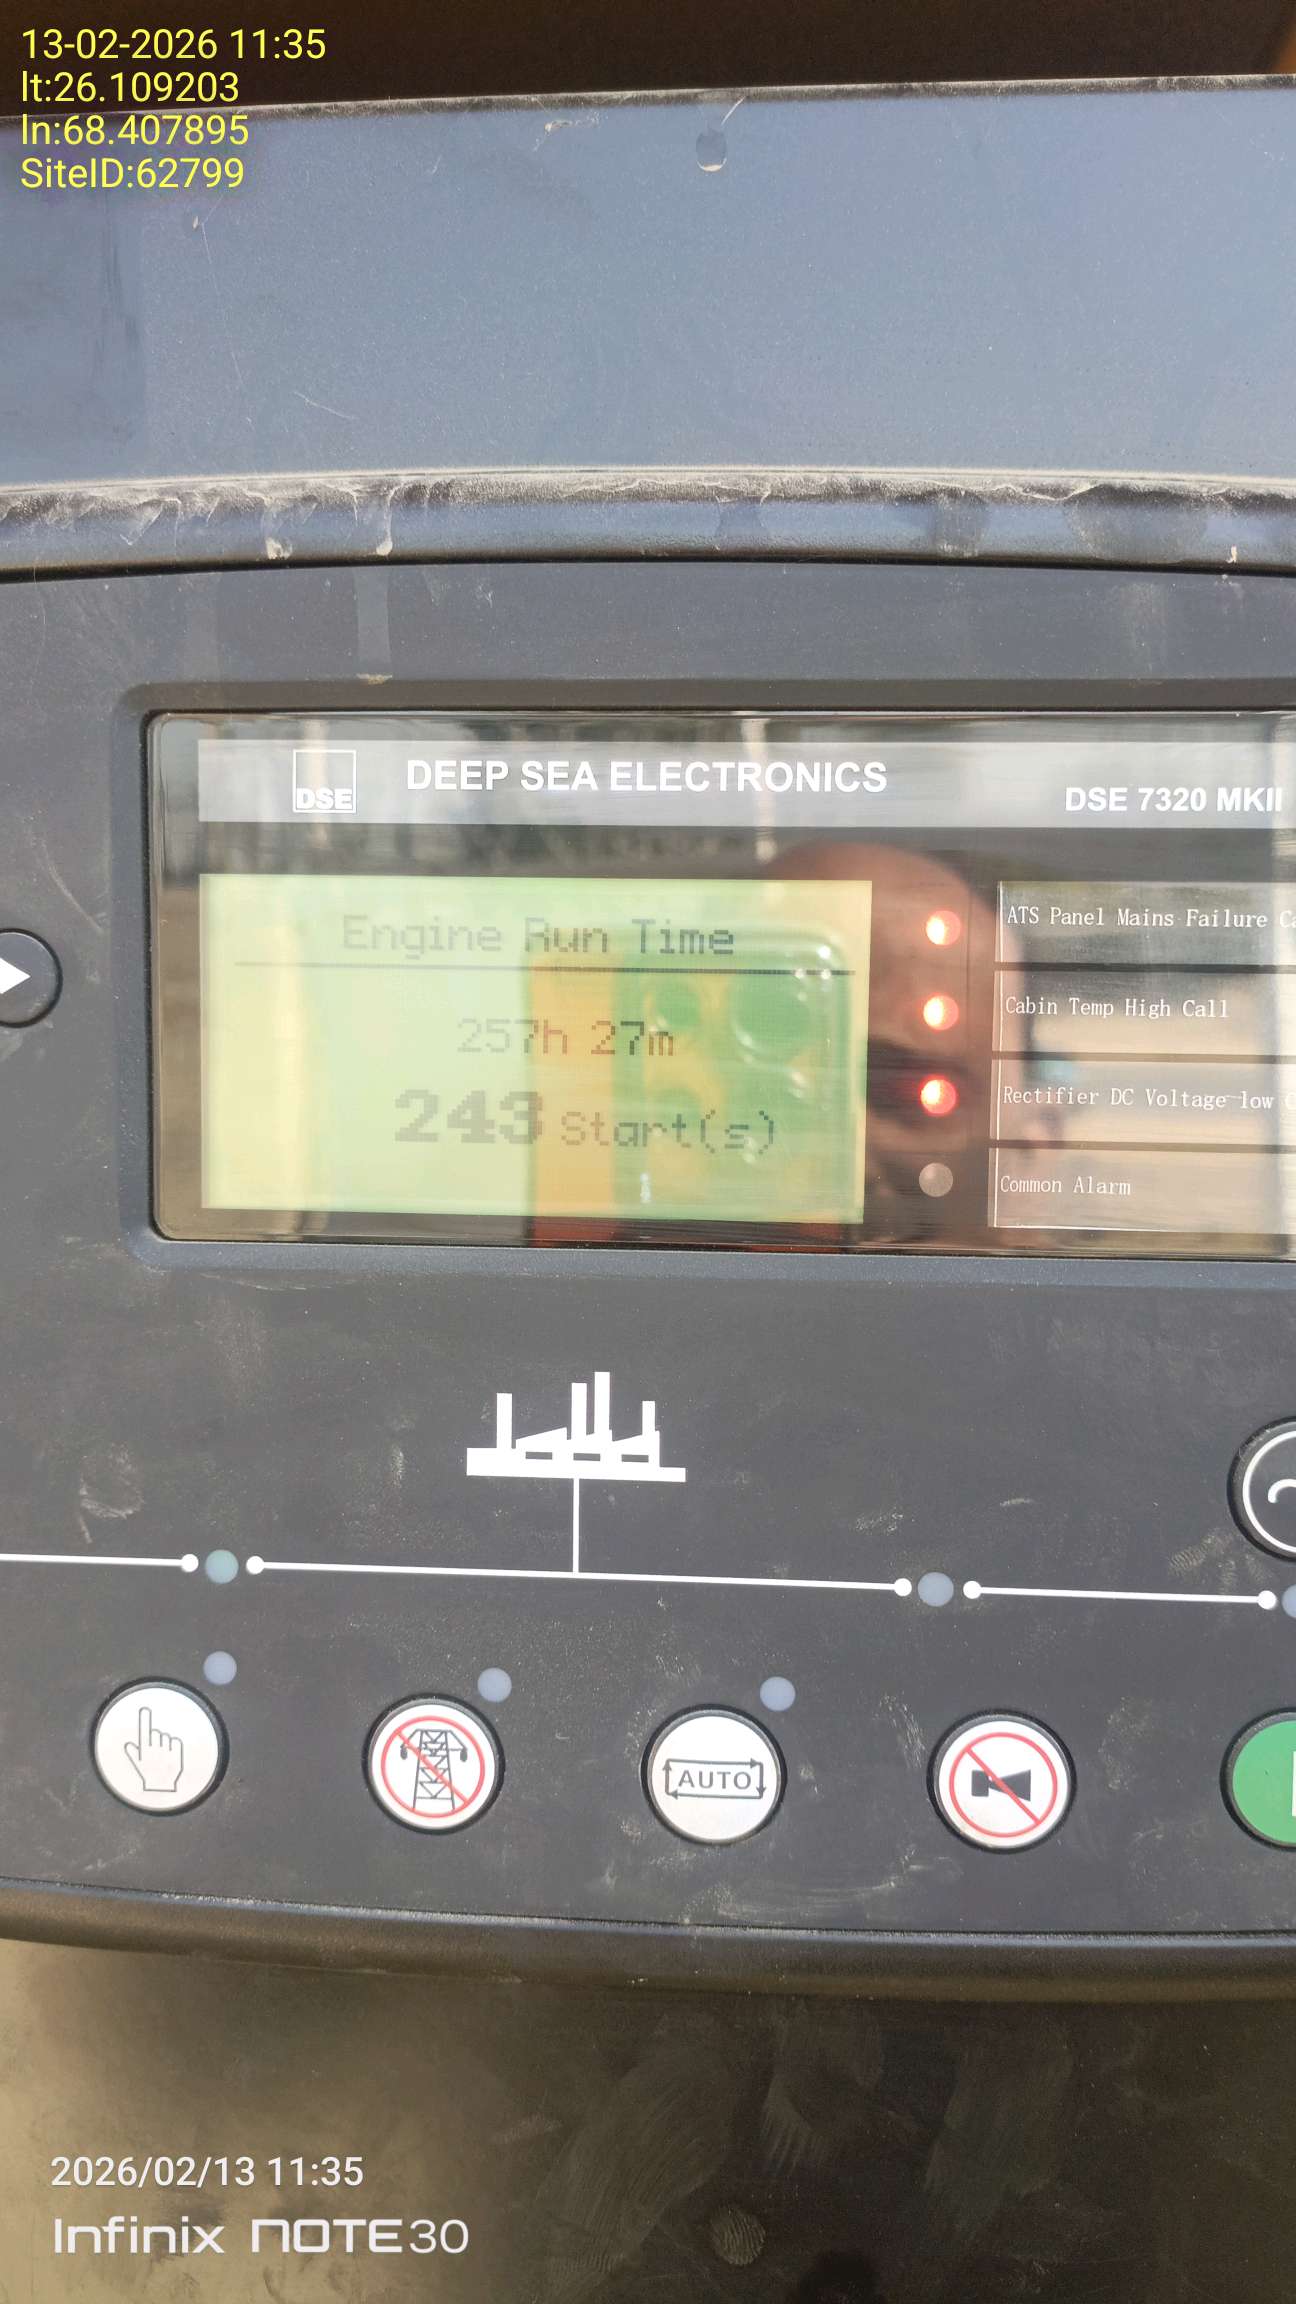 13-02-2026 11:35
lt:26.109203
ln:68.407895
SiteID:62799
DSE
DEEP SEA ELECTRONICS
DSE 7320 MKII
Engine Run Time
257h 27m
243 Start(s)
ATS Panel Mains Failure
Cabin Temp High Call
Rectifier DC Voltage low
Common Alarm
AUTO
2026/02/13 11:35
Infinix NOTE 30